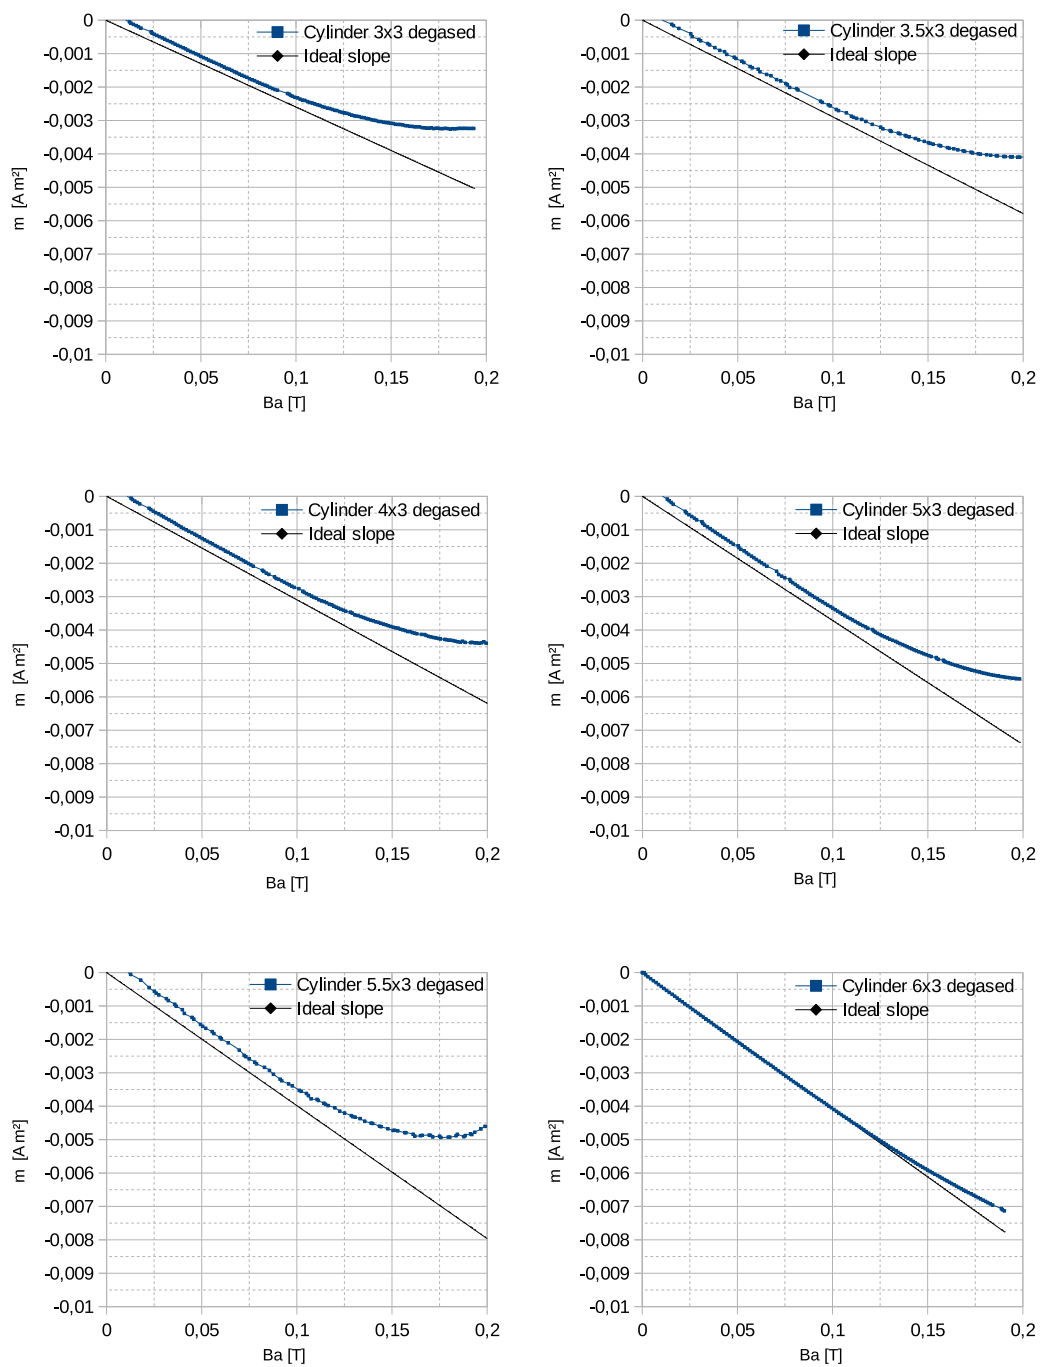 0
-0,001
-0,002
-0,003
-0,004
-0,005
-0,006
-0,007
-0,008
-0,009
-0,01
m [A m²]
Cylinder 3x3 degased
Ideal slope
0 0,05 0,1 0,15 0,2
Ba [T]
0
-0,001
-0,002
-0,003
-0,004
-0,005
-0,006
-0,007
-0,008
-0,009
-0,01
m [A m²]
Cylinder 3.5x3 degased
Ideal slope
0 0,05 0,1 0,15 0,2
Ba [T]
0
-0,001
-0,002
-0,003
-0,004
-0,005
-0,006
-0,007
-0,008
-0,009
-0,01
m [A m²]
Cylinder 4x3 degased
Ideal slope
0 0,05 0,1 0,15 0,2
Ba [T]
0
-0,001
-0,002
-0,003
-0,004
-0,005
-0,006
-0,007
-0,008
-0,009
-0,01
m [A m²]
Cylinder 5x3 degased
Ideal slope
0 0,05 0,1 0,15 0,2
Ba [T]
0
-0,001
-0,002
-0,003
-0,004
-0,005
-0,006
-0,007
-0,008
-0,009
-0,01
m [A m²]
Cylinder 5.5x3 degased
Ideal slope
0 0,05 0,1 0,15 0,2
Ba [T]
0
-0,001
-0,002
-0,003
-0,004
-0,005
-0,006
-0,007
-0,008
-0,009
-0,01
m [A m²]
Cylinder 6x3 degased
Ideal slope
0 0,05 0,1 0,15 0,2
Ba [T]